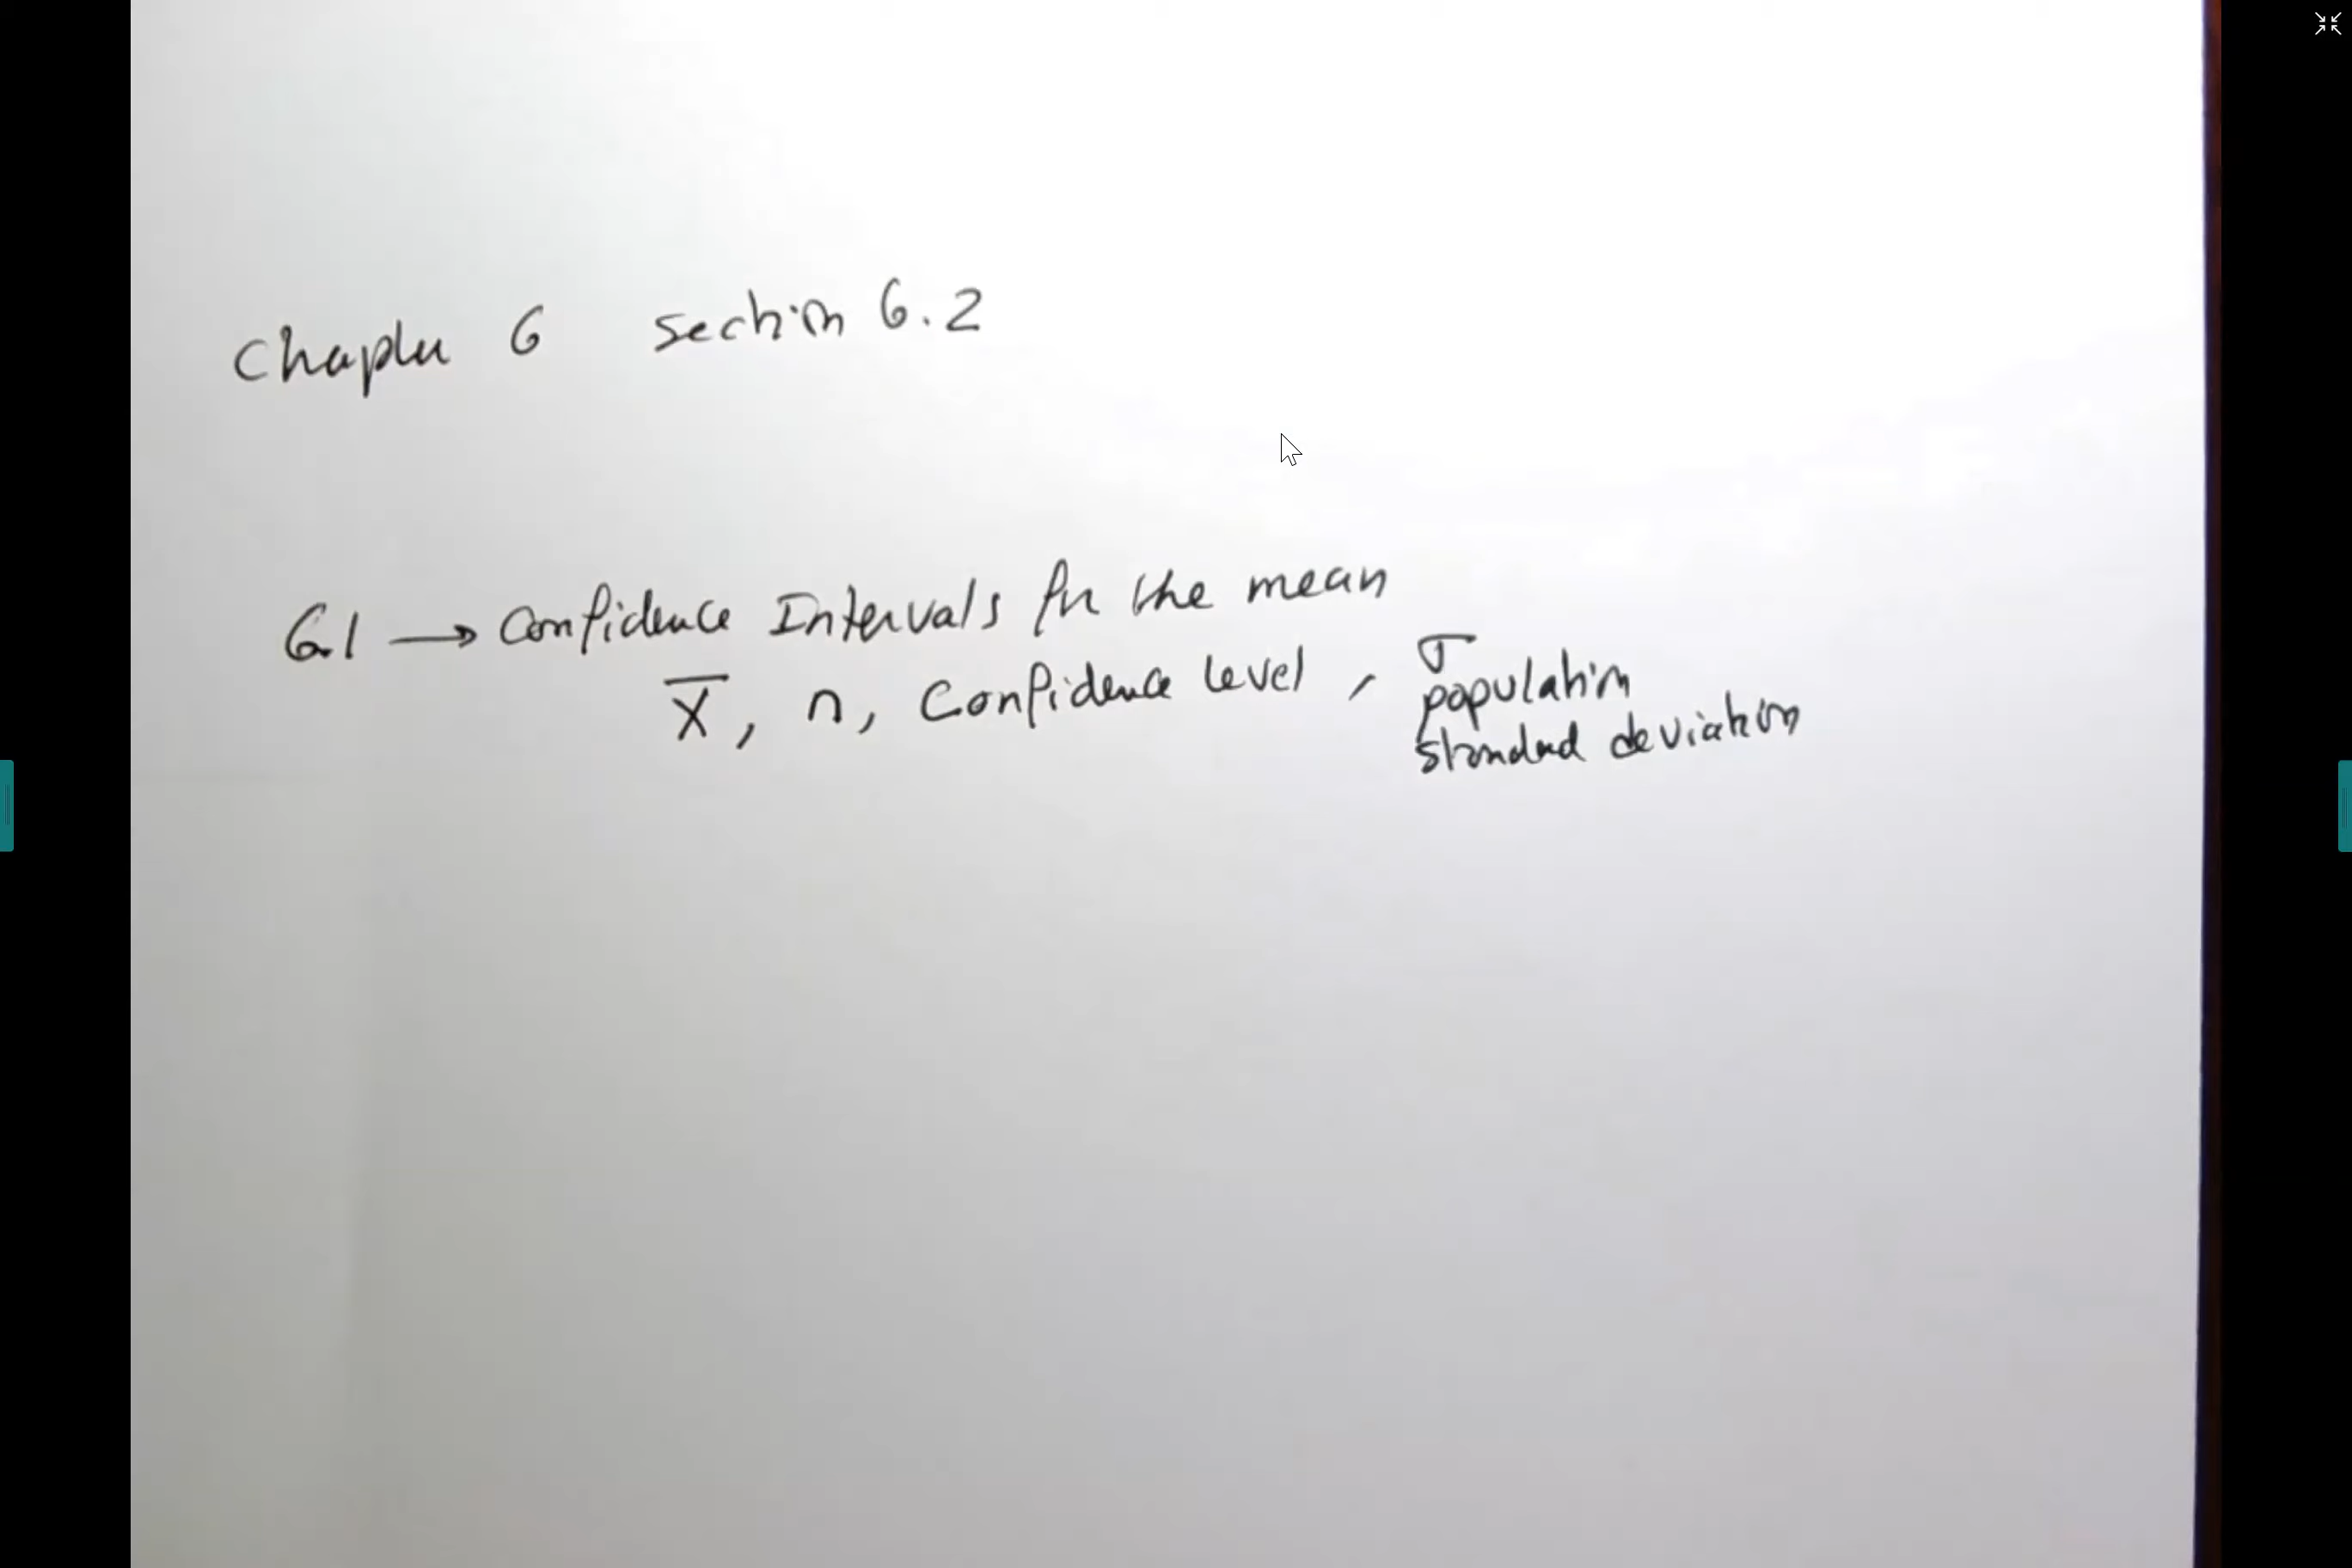 Chapter 6 section 6.2
6.1 → Confidence Intervals for the mean
X̅, n, Confidence level, σ
population
standard deviation